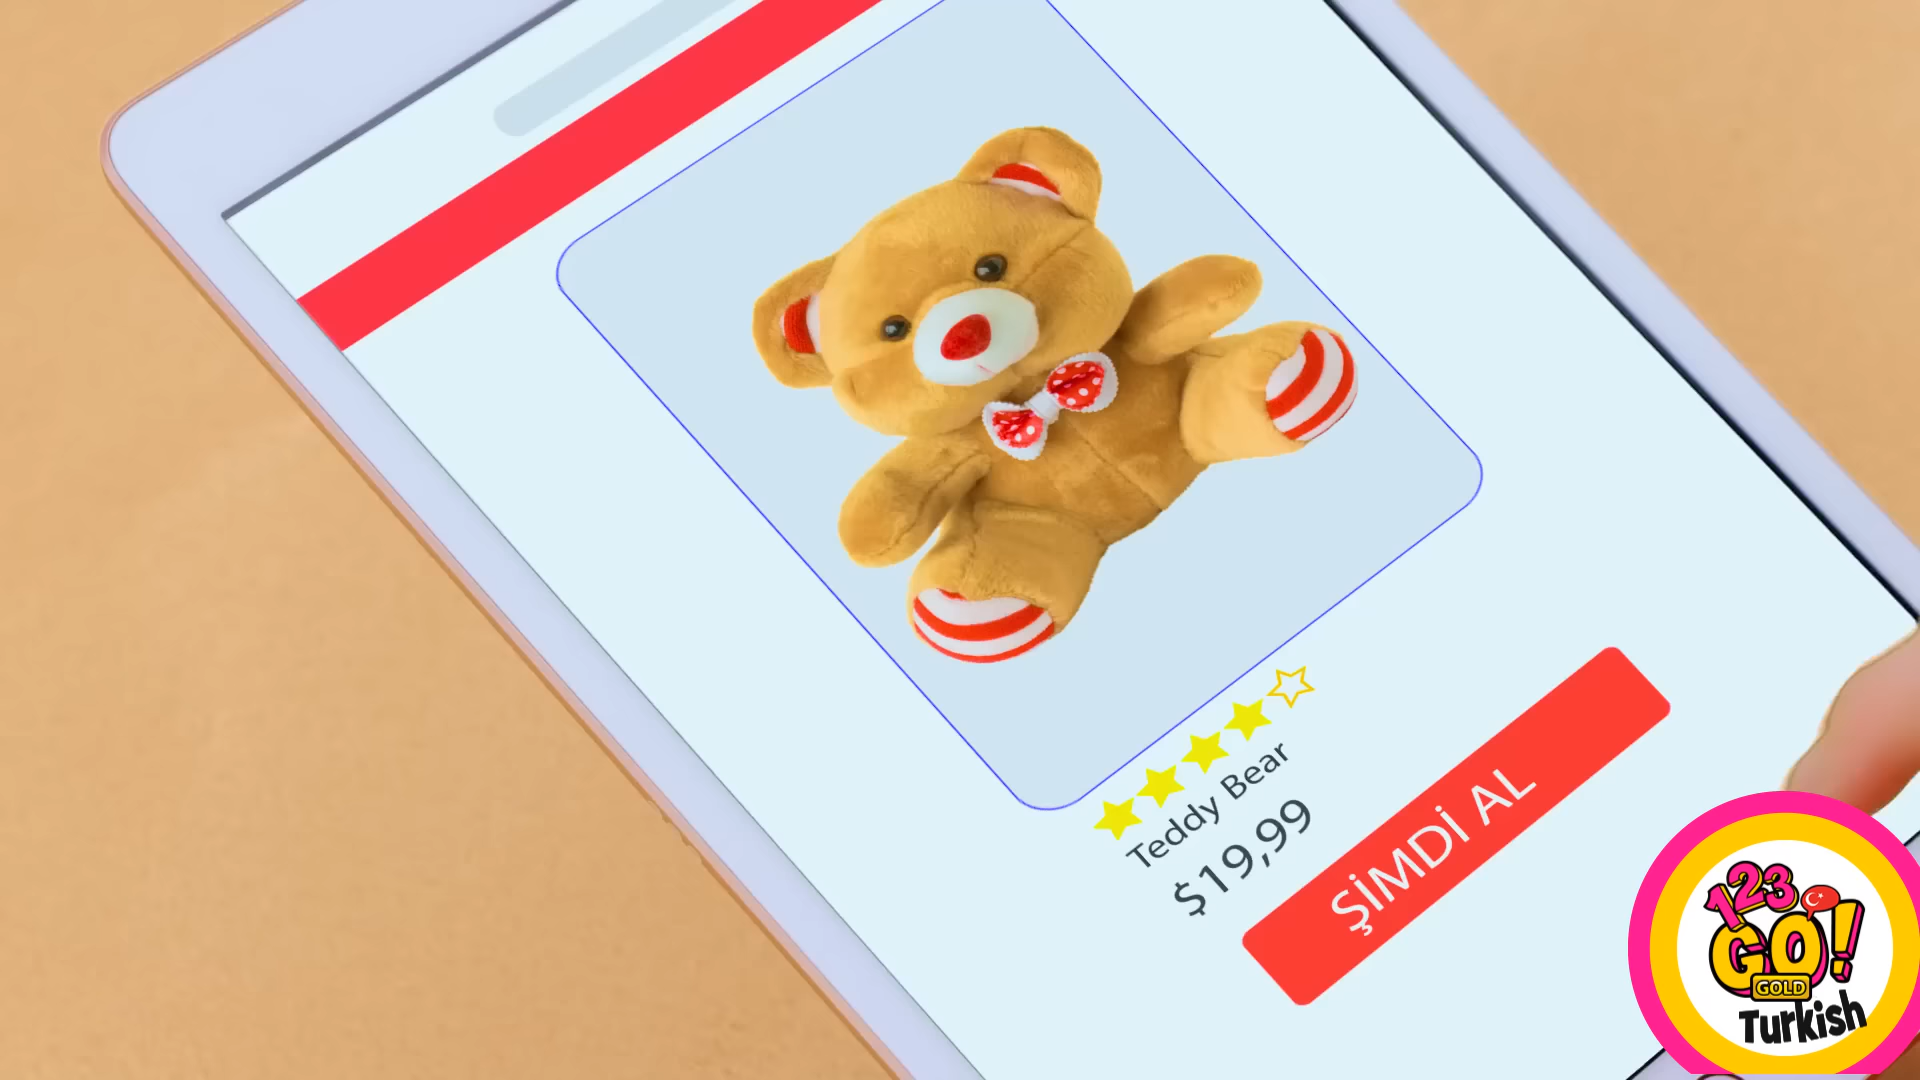 Teddy Bear
$19,99
ŞİMDİ AL
123
GO!
GOLD
Turkish